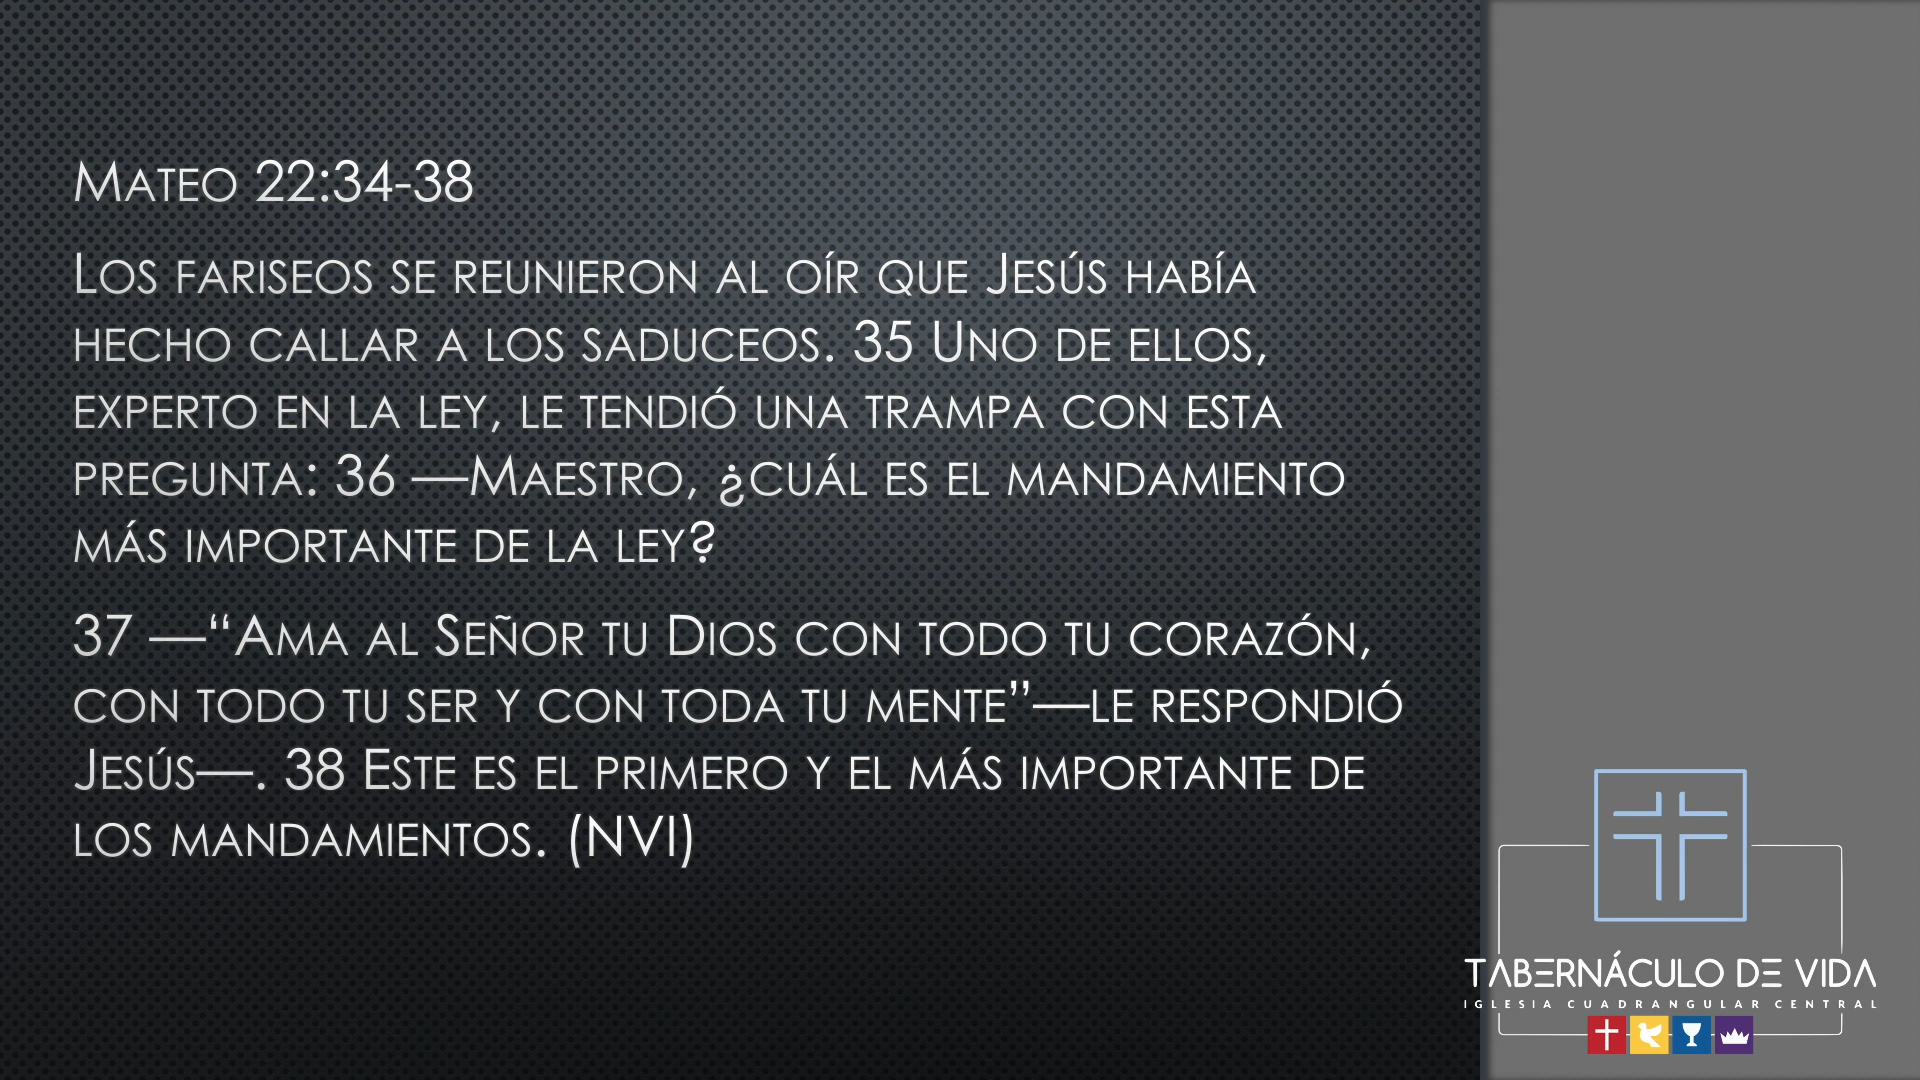 Mateo 22:34-38
Los fariseos se reunieron al oír que Jesús había
hecho callar a los saduceos. 35 Uno de ellos,
experto en la ley, le tendió una trampa con esta
pregunta: 36 —Maestro, ¿cuál es el mandamiento
más importante de la ley?
37 —“Ama al Señor tu Dios con todo tu corazón,
con todo tu ser y con toda tu mente”—le respondió
Jesús—. 38 Este es el primero y el más importante de
los mandamientos. (NVI)
TABERNÁCULO DE VIDA
IGLESIA CUADRANGULAR CENTRAL